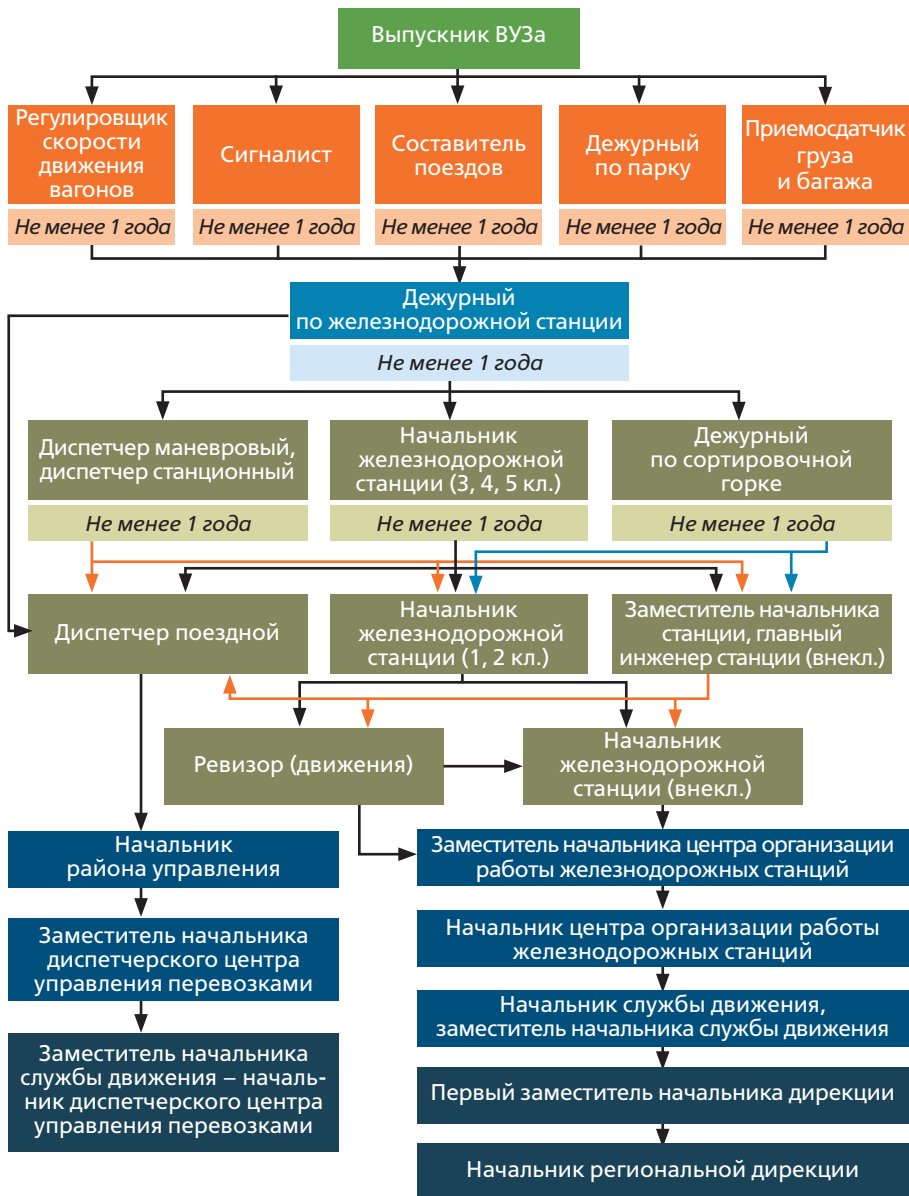 Выпускник ВУЗа
Регулировщик
скорости
движения
вагонов
Сигналист
Составитель
поездов
Дежурный
по парку
Приемосдатчик
груза
и багажа
Не менее 1 года
Не менее 1 года
Не менее 1 года
Не менее 1 года
Не менее 1 года
Дежурный
по железнодорожной станции
Не менее 1 года
Диспетчер маневровый,
диспетчер станционный
Начальник
железнодорожной
станции (3, 4, 5 кл.)
Дежурный
по сортировочной
горке
Не менее 1 года
Не менее 1 года
Не менее 1 года
Диспетчер поездной
Начальник
железнодорожной
станции (1, 2 кл.)
Заместитель начальника
станции, главный
инженер станции (внекл.)
Ревизор (движения)
Начальник
железнодорожной
станции (внекл.)
Начальник
района управления
Заместитель начальника
диспетчерского центра
управления перевозками
Заместитель начальника
службы движения – началь-
ник диспетчерского центра
управления перевозками
Заместитель начальника центра организации
работы железнодорожных станций
Начальник центра организации работы
железнодорожных станций
Начальник службы движения,
заместитель начальника службы движения
Первый заместитель начальника дирекции
Начальник региональной дирекции